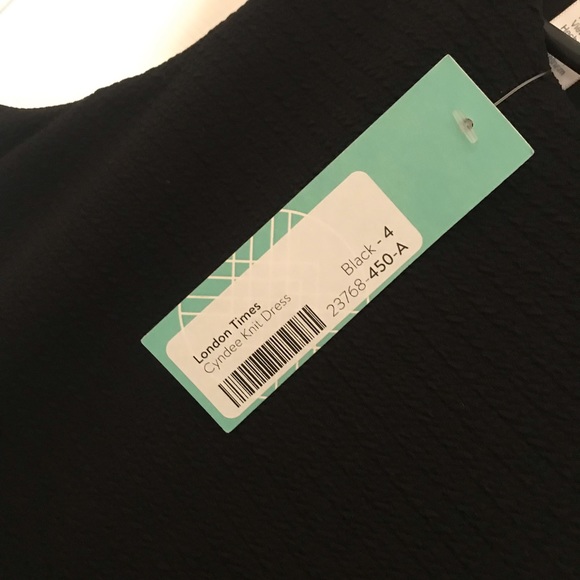 London Times
Cyndee Knit Dress
Black - 4
23768-450-A